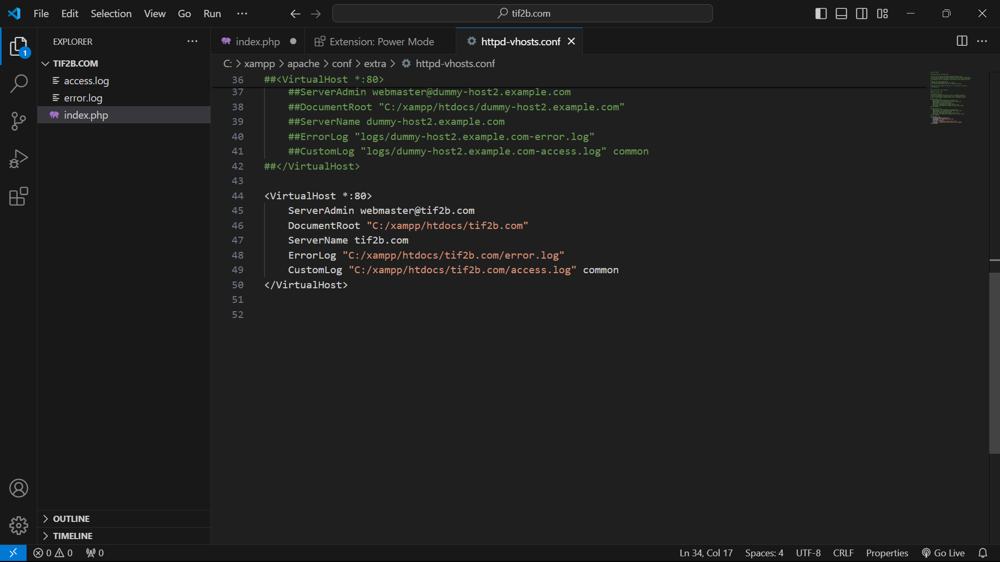 File Edit Selection View Go Run ··· tif2b.com
EXPLORER ···
1
TIF2B.COM
access.log
error.log
index.php
OUTLINE
TIMELINE
index.php Extension: Power Mode httpd-vhosts.conf ···
C: > xampp > apache > conf > extra > httpd-vhosts.conf
36 ##<VirtualHost *:80>
37 ##ServerAdmin webmaster@dummy-host2.example.com
38 ##DocumentRoot "C:/xampp/htdocs/dummy-host2.example.com"
39 ##ServerName dummy-host2.example.com
40 ##ErrorLog "logs/dummy-host2.example.com-error.log"
41 ##CustomLog "logs/dummy-host2.example.com-access.log" common
42 ##</VirtualHost>
43
44 <VirtualHost *:80>
45 ServerAdmin webmaster@tif2b.com
46 DocumentRoot "C:/xampp/htdocs/tif2b.com"
47 ServerName tif2b.com
48 ErrorLog "C:/xampp/htdocs/tif2b.com/error.log"
49 CustomLog "C:/xampp/htdocs/tif2b.com/access.log" common
50 </VirtualHost>
51
52
0 0 0 Ln 34, Col 17 Spaces: 4 UTF-8 CRLF Properties Go Live